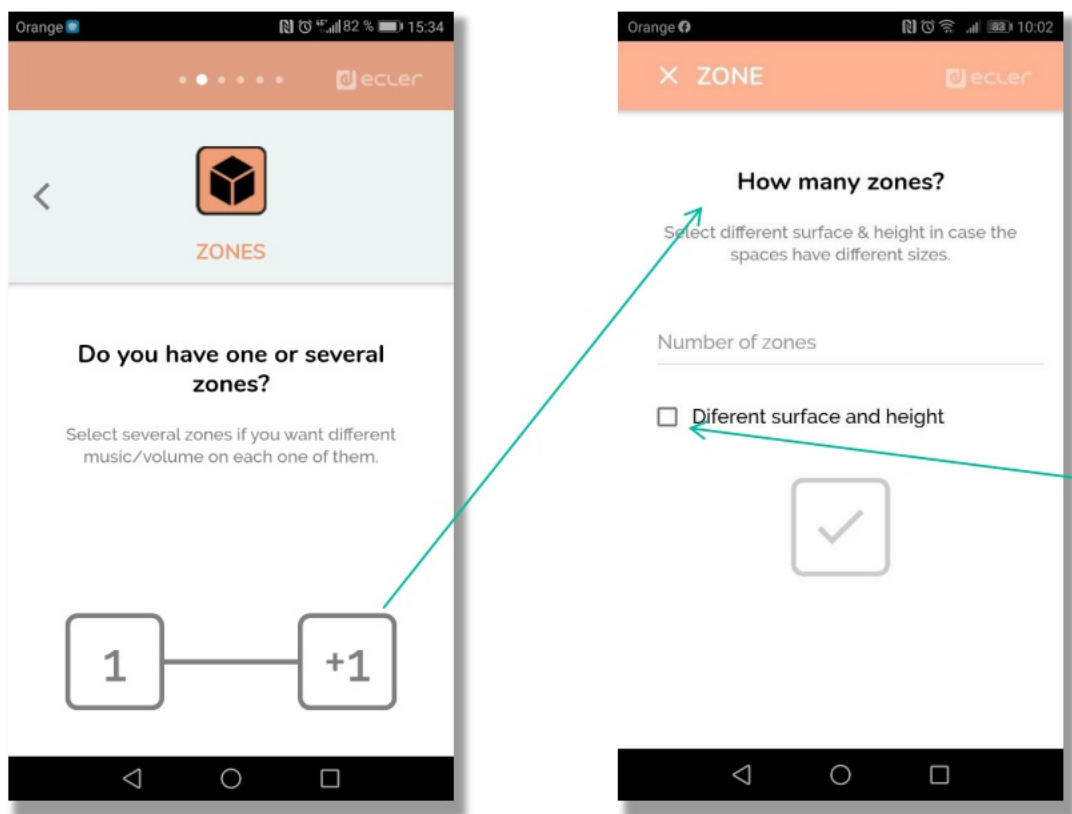 Orange 82 % 15:34
ecler
ZONES
Do you have one or several
zones?
Select several zones if you want different
music/volume on each one of them.
1
+1
Orange 83 10:02
ZONE
ecler
How many zones?
Select different surface & height in case the
spaces have different sizes.
Number of zones
Diferent surface and height